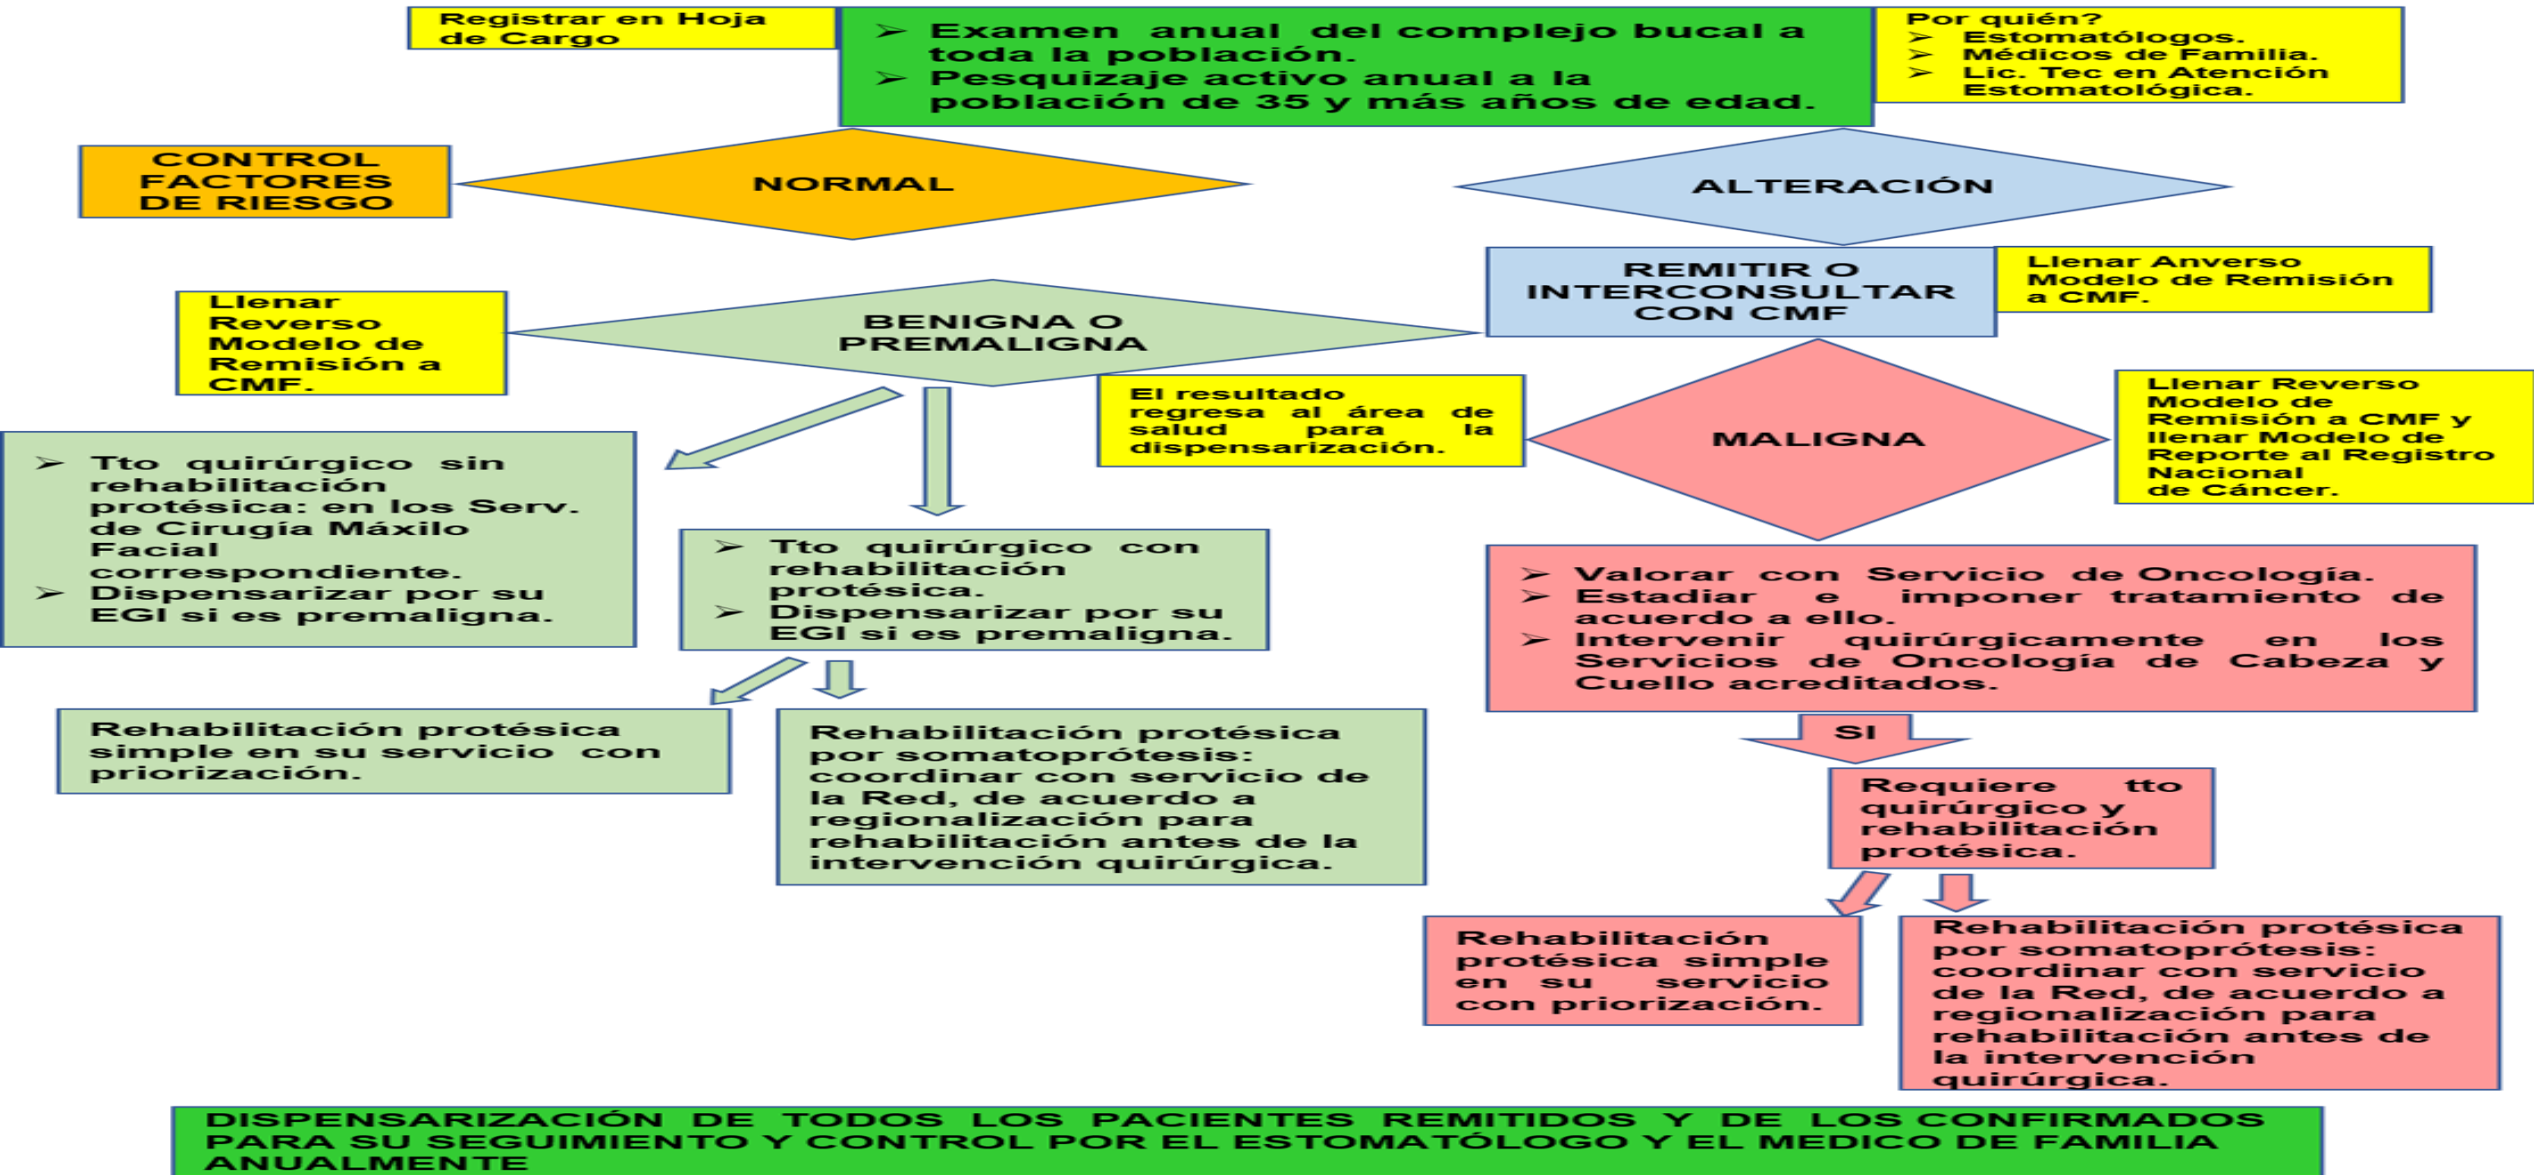 Registrar en Hoja
de Cargo
➢ Examen anual del complejo bucal a
toda la población.
➢ Pesquizaje activo anual a la
población de 35 y más años de edad.
Por quién?
➢ Estomatólogos.
➢ Médicos de Familia.
➢ Lic. Tec en Atención
Estomatológica.
CONTROL
FACTORES
DE RIESGO
NORMAL
ALTERACIÓN
REMITIR O
INTERCONSULTAR
CON CMF
Llenar Anverso
Modelo de Remisión
a CMF.
Llenar
Reverso
Modelo de
Remisión a
CMF.
BENIGNA O
PREMALIGNA
El resultado
regresa al área de
salud para la
dispensarización.
MALIGNA
Llenar Reverso
Modelo de
Remisión a CMF y
llenar Modelo de
Reporte al Registro
Nacional
de Cáncer.
➢ Tto quirúrgico sin
rehabilitación
protésica: en los Serv.
de Cirugía Máxilo
Facial
correspondiente.
➢ Dispensarizar por su
EGI si es premaligna.
➢ Tto quirúrgico con
rehabilitación
protésica.
➢ Dispensarizar por su
EGI si es premaligna.
➢ Valorar con Servicio de Oncología.
➢ Estadiar e imponer tratamiento de
acuerdo a ello.
➢ Intervenir quirúrgicamente en los
Servicios de Oncología de Cabeza y
Cuello acreditados.
Rehabilitación protésica
simple en su servicio con
priorización.
Rehabilitación protésica
por somatoprótesis:
coordinar con servicio de
la Red, de acuerdo a
regionalización para
rehabilitación antes de la
intervención quirúrgica.
SI
Requiere tto
quirúrgico y
rehabilitación
protésica.
Rehabilitación
protésica simple
en su servicio
con priorización.
Rehabilitación protésica
por somatoprótesis:
coordinar con servicio
de la Red, de acuerdo a
regionalización para
rehabilitación antes de
la intervención
quirúrgica.
DISPENSARIZACIÓN DE TODOS LOS PACIENTES REMITIDOS Y DE LOS CONFIRMADOS
PARA SU SEGUIMIENTO Y CONTROL POR EL ESTOMATÓLOGO Y EL MEDICO DE FAMILIA
ANUALMENTE